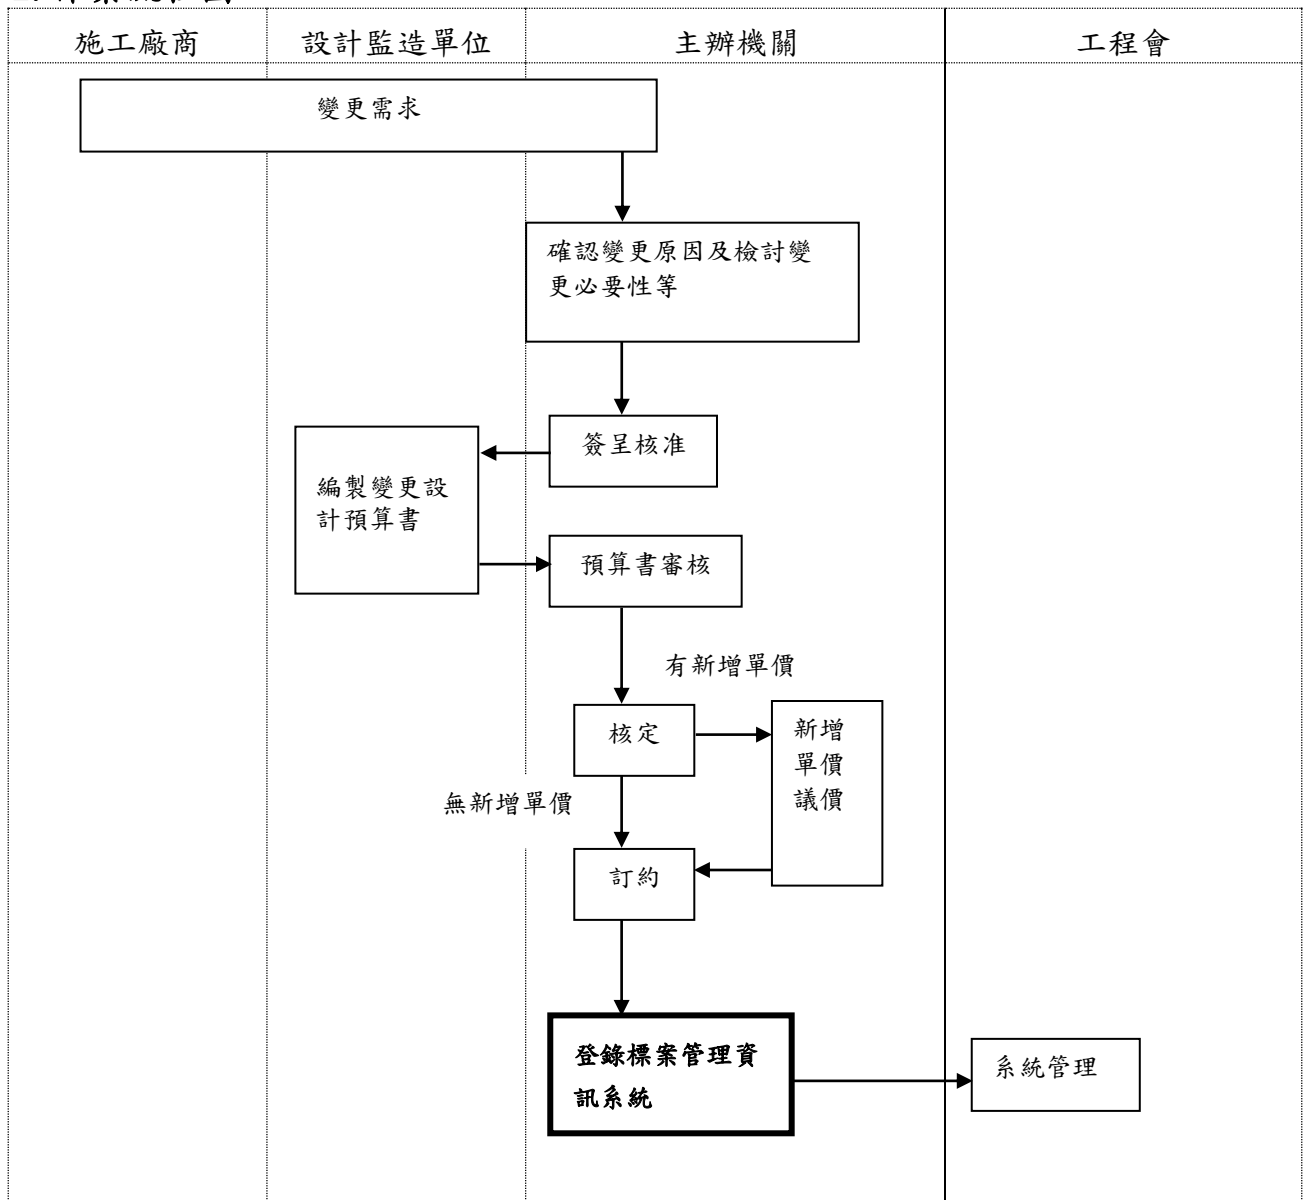 施工廠商
設計監造單位
主辦機關
工程會
變更需求
確認變更原因及檢討變
更必要性等
簽呈核准
編製變更設
計預算書
預算書審核
有新增單價
核定
新增
單價
議價
無新增單價
訂約
登錄標案管理資
訊系統
系統管理